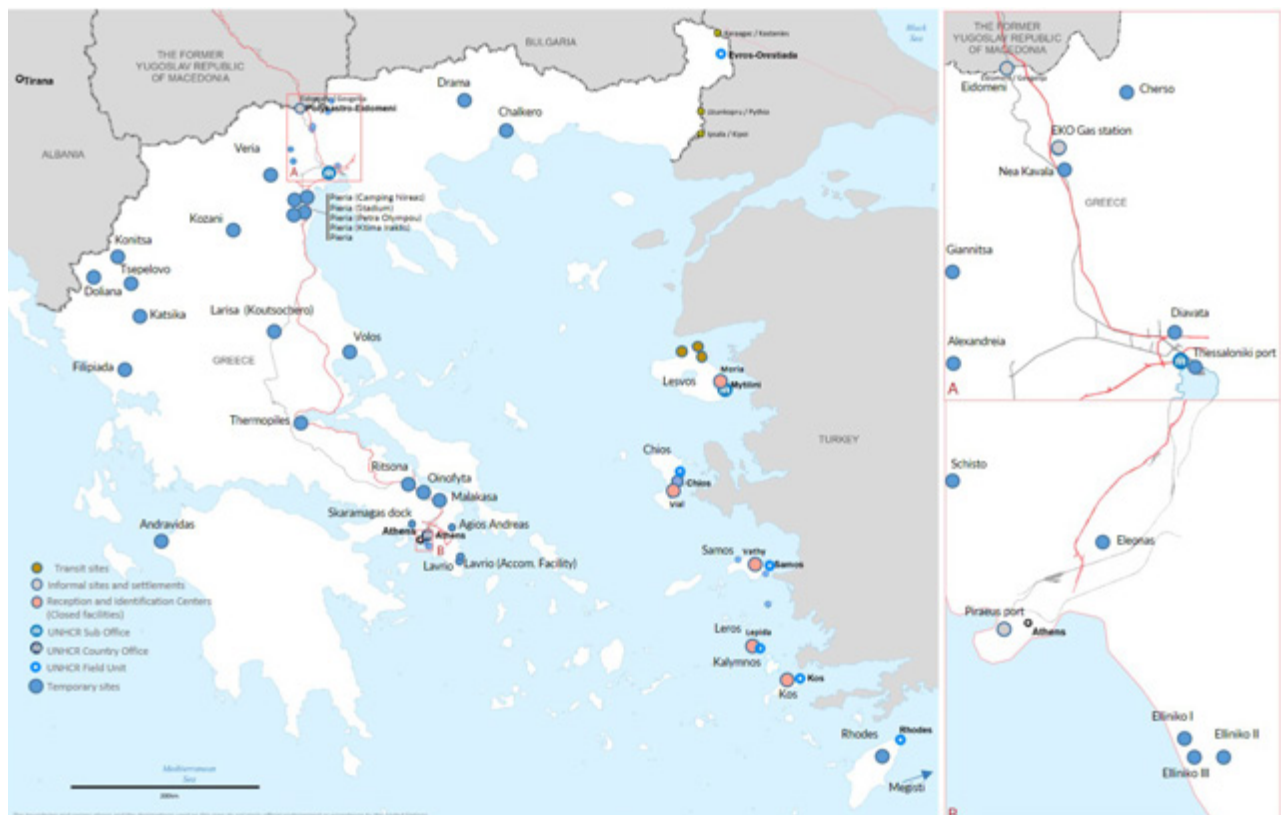 THE FORMER
YUGOSLAV REPUBLIC
OF MACEDONIA
BULGARIA
Black
Sea
Tirana
ALBANIA
Evros-Orestiada
Drama
Chalkero
Polykastro-Eidomeni
Veria
A
Pieria (Camping Nireas)
Pieria (Stadium)
Pieria (Petra Olympou)
Pieria (Ktima Iraklis)
Pieria
Kozani
Konitsa
Tsepelovo
Doliana
Katsika
Larisa (Koutsochero)
Volos
GREECE
Filipiada
Thermopiles
Lesvos
Moria
Mytilini
TURKEY
Chios
Chios
Vial
Ritsona
Oinofyta
Malakasa
Skaramagas dock
Agios Andreas
Athens
Athens
B
Lavrio
Lavrio (Accom. Facility)
Andravidas
Samos
Vathy
Samos
Leros
Lepida
Kalymnos
Kos
Kos
Rhodes
Rhodes
Megisti
Transit sites
Informal sites and settlements
Reception and identification Centers
(Closed facilities)
UNHCR Sub Office
UNHCR Country Office
UNHCR Field Unit
Temporary sites
Mediterranean
Sea
THE FORMER
YUGOSLAV REPUBLIC
OF MACEDONIA
Eidomeni
Cherso
EKO Gas station
Nea Kavala
GREECE
Giannitsa
Diavata
Alexandreia
Thessaloniki port
A
Schisto
Eleonas
Piraeus port
Athens
Elliniko I
Elliniko II
Elliniko III
B